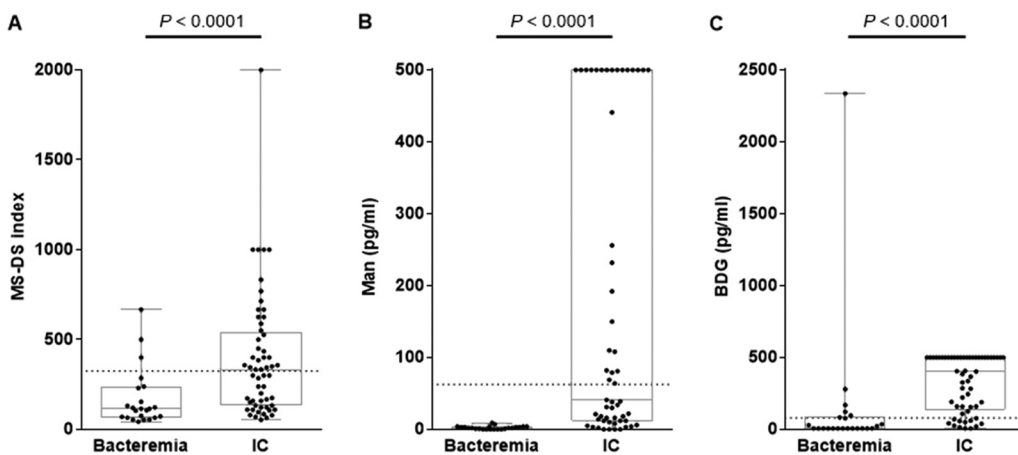 A
P < 0.0001
MS-DS Index
2000
1500
1000
500
0
Bacteremia
IC
B
P < 0.0001
Man (pg/ml)
500
400
300
200
100
0
Bacteremia
IC
C
P < 0.0001
BDG (pg/ml)
2500
2000
1500
1000
500
0
Bacteremia
IC